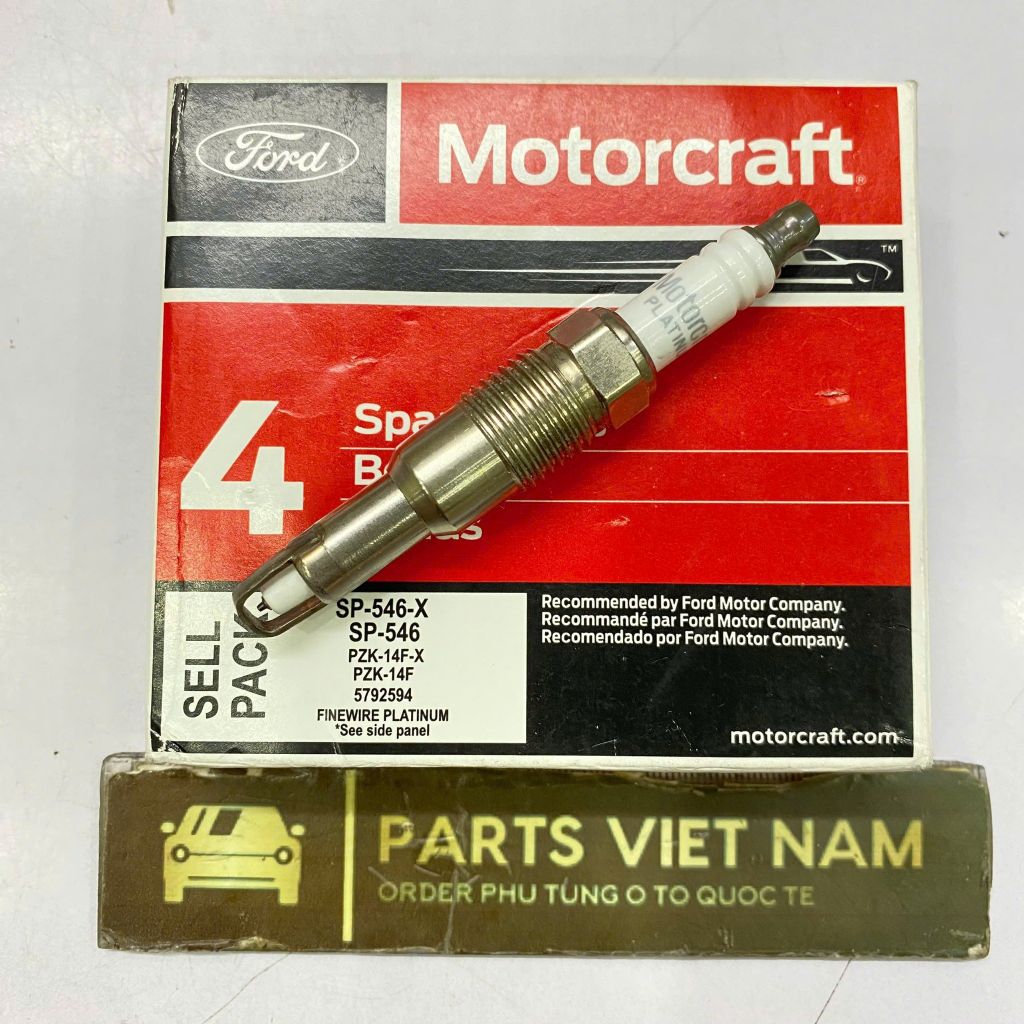 Ford
Motorcraft®
™
Motorcraft
4
SELL
PACK
SP-546-X
SP-546
PZK-14F-X
PZK-14F
5792594
FINEWIRE PLATINUM
*See side panel
Recommended by Ford Motor Company.
Recommandé par Ford Motor Company.
Recomendado por Ford Motor Company.
motorcraft.com
PARTS VIET NAM
ORDER PHU TUNG O TO QUOC TE